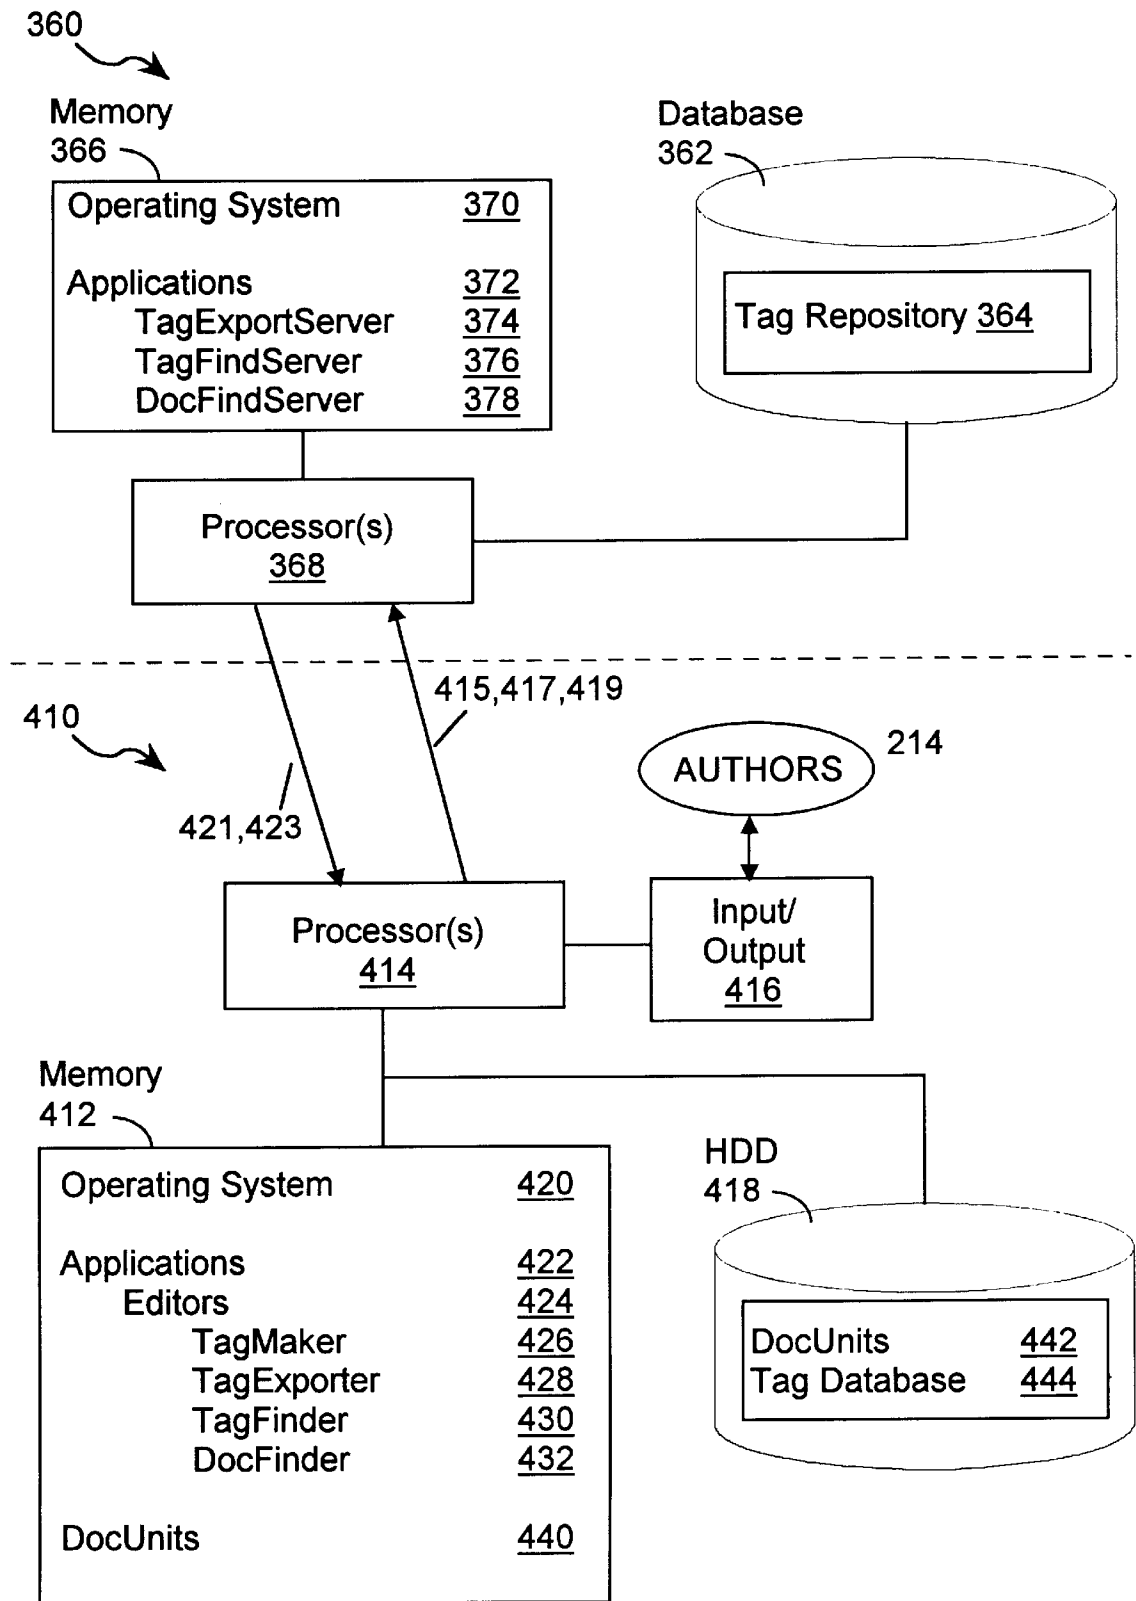 360
Memory
366
Operating System 370
Applications 372
TagExportServer 374
TagFindServer 376
DocFindServer 378
Database
362
Tag Repository 364
Processor(s)
368
415,417,419
410
421,423
AUTHORS
214
Processor(s)
414
Input/
Output
416
Memory
412
Operating System 420
Applications 422
Editors 424
TagMaker 426
TagExporter 428
TagFinder 430
DocFinder 432
DocUnits 440
HDD
418
DocUnits 442
Tag Database 444